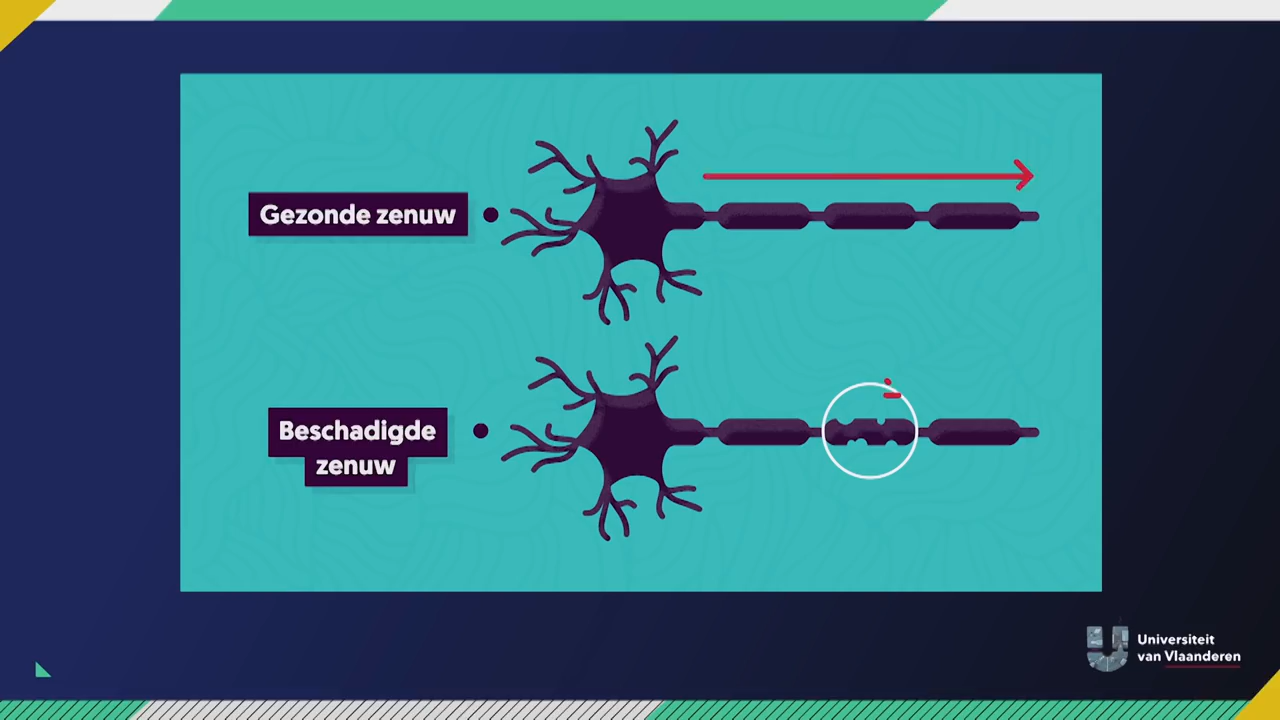 Gezonde zenuw
Beschadigde
zenuw
Universiteit
van Vlaanderen